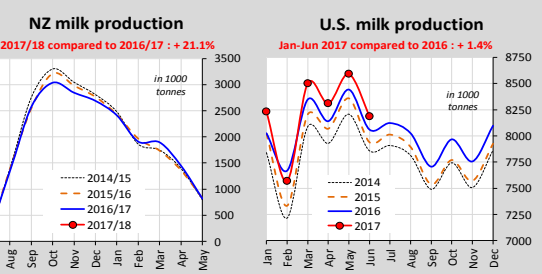 NZ milk production
2017/18 compared to 2016/17 : + 21.1%
in 1000
tonnes
3500
3000
2500
2000
1500
1000
500
0
2014/15
2015/16
2016/17
2017/18
Aug
Sep
Oct
Nov
Dec
Jan
Feb
Mar
Apr
May
U.S. milk production
Jan-Jun 2017 compared to 2016 : + 1.4%
in 1000
tonnes
8750
8500
8250
8000
7750
7500
7250
7000
2014
2015
2016
2017
Jan
Feb
Mar
Apr
May
Jun
Jul
Aug
Sep
Oct
Nov
Dec